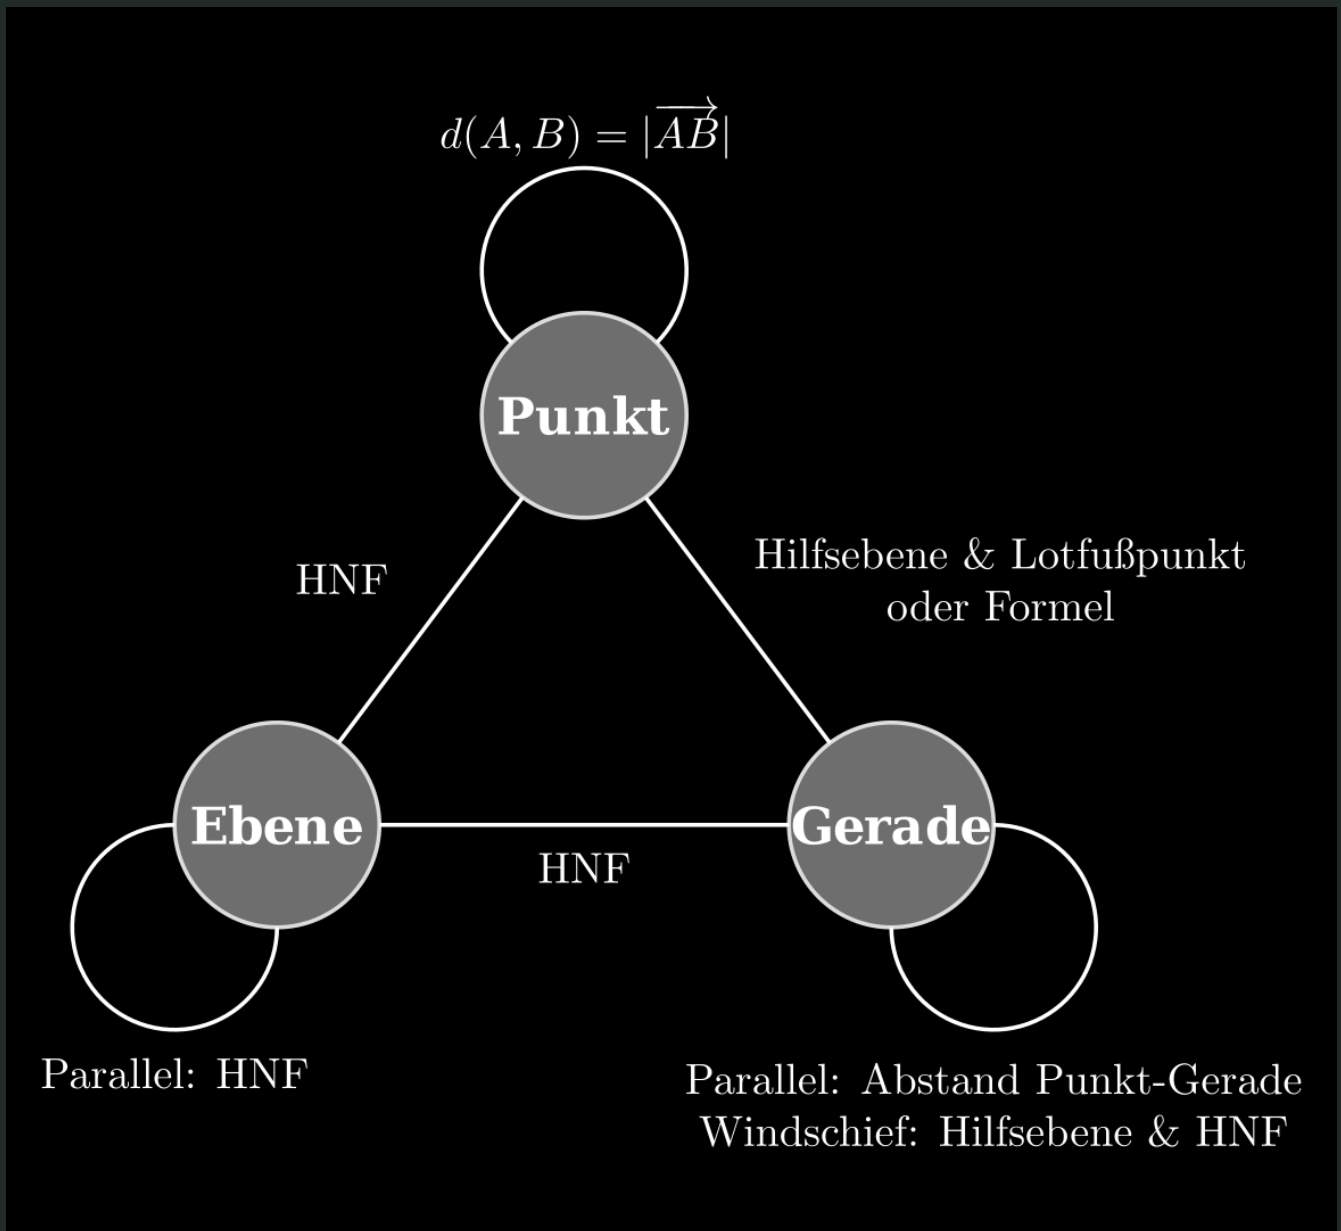 d(A, B) = |\overrightarrow{AB}|
Punkt
Hilfsebene & Lotfußpunkt
oder Formel
HNF
Ebene
Gerade
HNF
Parallel: HNF
Parallel: Abstand Punkt-Gerade
Windschief: Hilfsebene & HNF